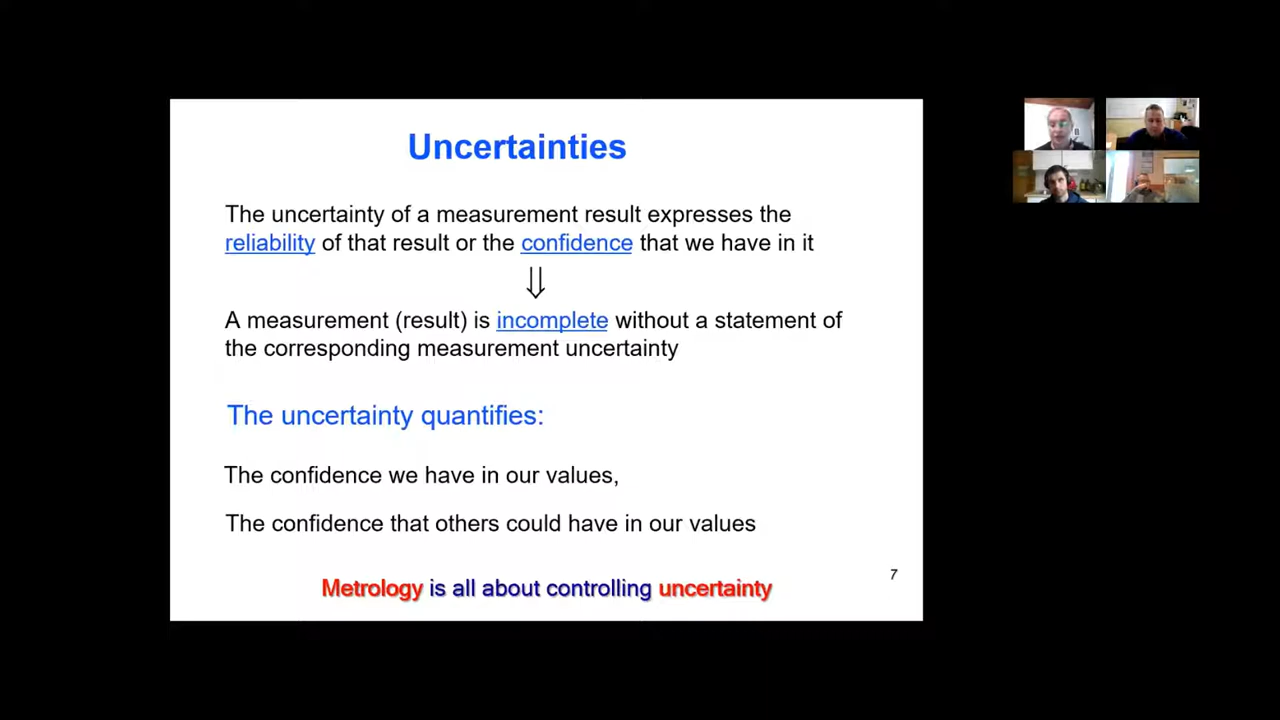 Uncertainties
The uncertainty of a measurement result expresses the
reliability of that result or the confidence that we have in it
⇓
A measurement (result) is incomplete without a statement of
the corresponding measurement uncertainty
The uncertainty quantifies:
The confidence we have in our values,
The confidence that others could have in our values
7
Metrology is all about controlling uncertainty